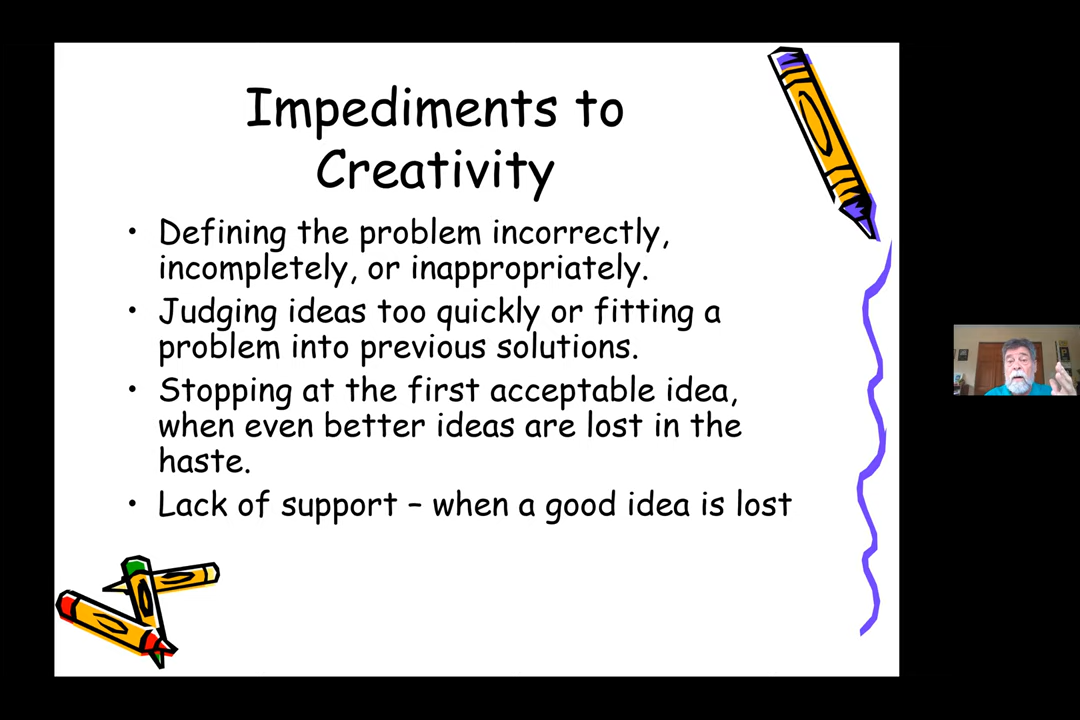 Impediments to
Creativity
• Defining the problem incorrectly,
incompletely, or inappropriately.
• Judging ideas too quickly or fitting a
problem into previous solutions.
• Stopping at the first acceptable idea,
when even better ideas are lost in the
haste.
• Lack of support – when a good idea is lost